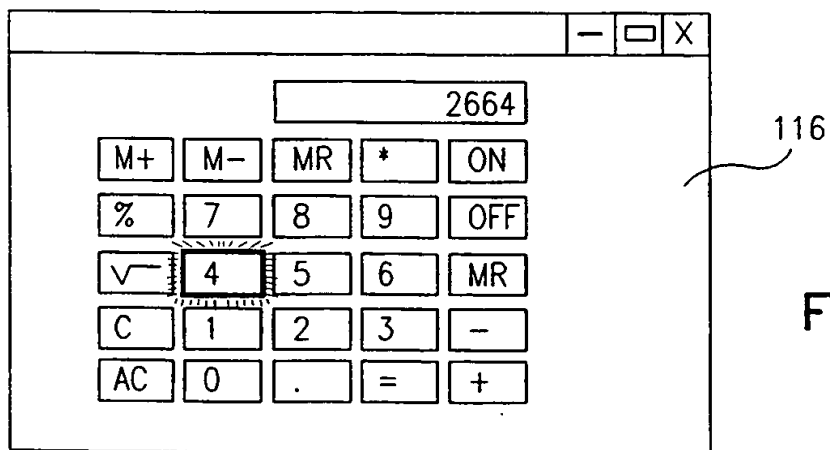 X
2664
M+ M- MR * ON
116
% 7 8 9 OFF
√ 4 5 6 MR
F
C 1 2 3 -
AC 0 . = +